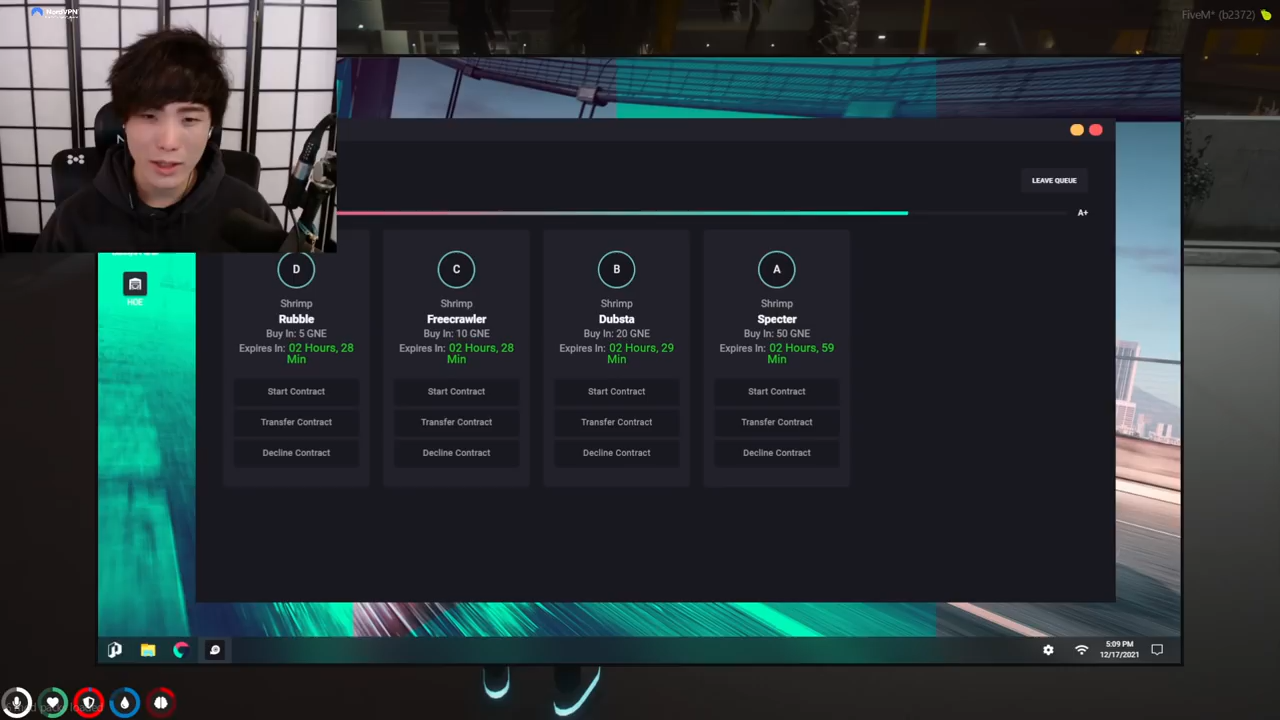 NordVPN
FiveM* (b2372)
LEAVE QUEUE
A+
D
Shrimp
Rubble
Buy In: 5 GNE
Expires In: 02 Hours, 28
Min
Start Contract
Transfer Contract
Decline Contract
C
Shrimp
Freecrawler
Buy In: 10 GNE
Expires In: 02 Hours, 28
Min
Start Contract
Transfer Contract
Decline Contract
B
Shrimp
Dubsta
Buy In: 20 GNE
Expires In: 02 Hours, 29
Min
Start Contract
Transfer Contract
Decline Contract
A
Shrimp
Specter
Buy In: 50 GNE
Expires In: 02 Hours, 59
Min
Start Contract
Transfer Contract
Decline Contract
HOE
5:09 PM
12/17/2021
loaded